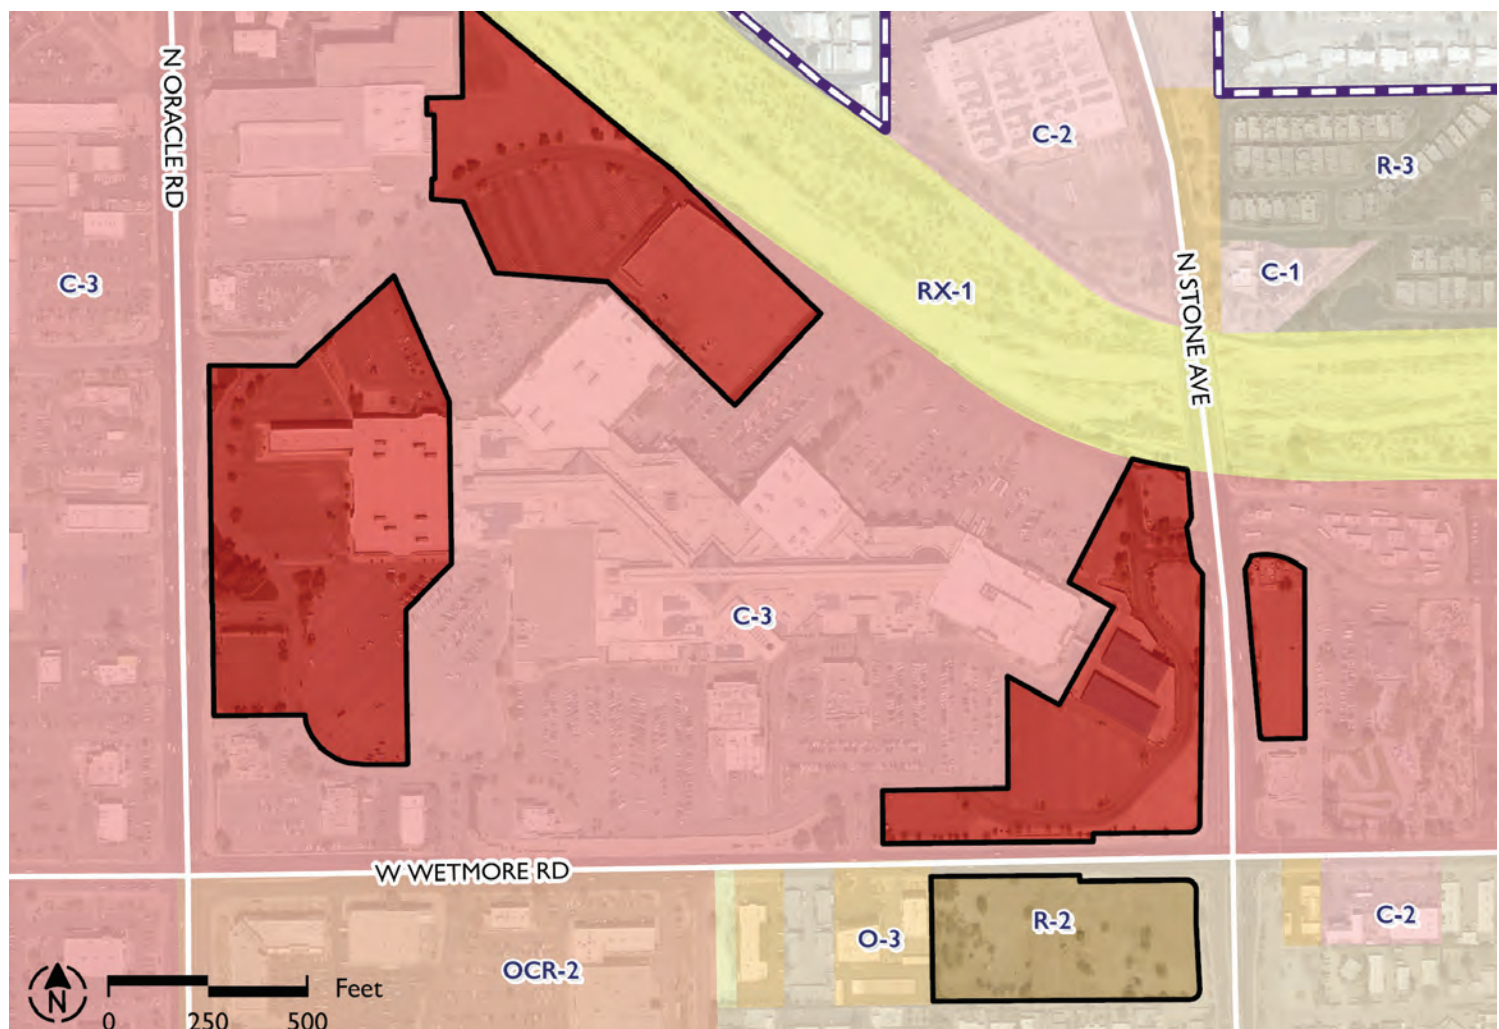 N ORACLE RD
C-2
R-3
C-3
RX-1
C-1
N STONE AVE
C-3
W WETMORE RD
O-3
R-2
C-2
OCR-2
N
Feet
0 250 500